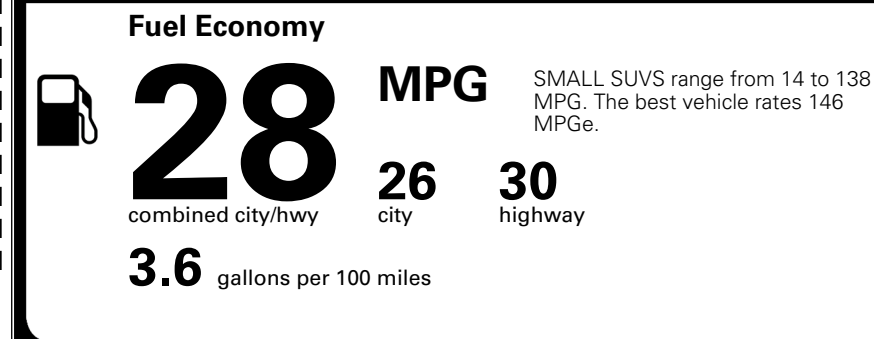 Fuel Economy
28
MPG
SMALL SUVS range from 14 to 138
MPG. The best vehicle rates 146
MPGe.
26 30
combined city/hwy city highway
3.6 gallons per 100 miles